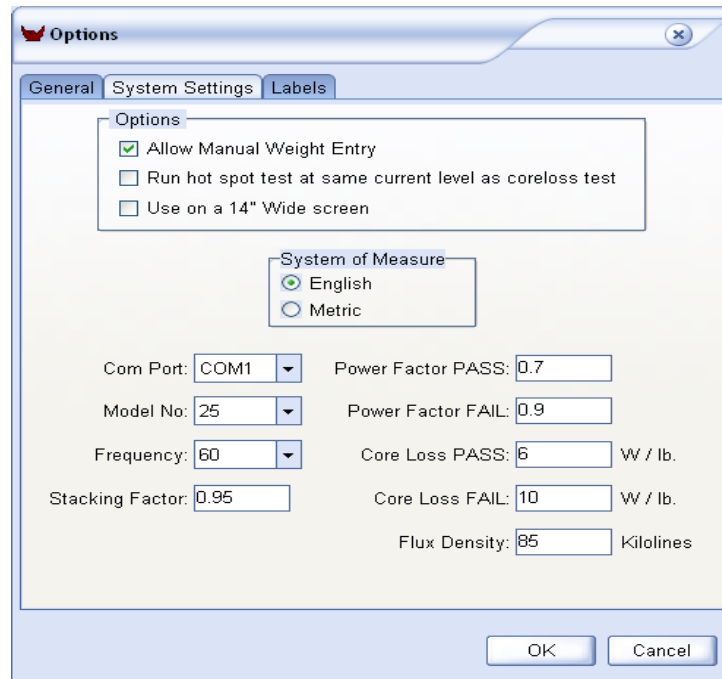 Options
General System Settings Labels
Options
Allow Manual Weight Entry
Run hot spot test at same current level as coreloss test
Use on a 14" Wide screen
System of Measure
English
Metric
Com Port: COM1 Power Factor PASS: 0.7
Model No: 25 Power Factor FAIL: 0.9
Frequency: 60 Core Loss PASS: 6 W / lb.
Stacking Factor: 0.95 Core Loss FAIL: 10 W / lb.
Flux Density: 85 Kilolines
OK Cancel